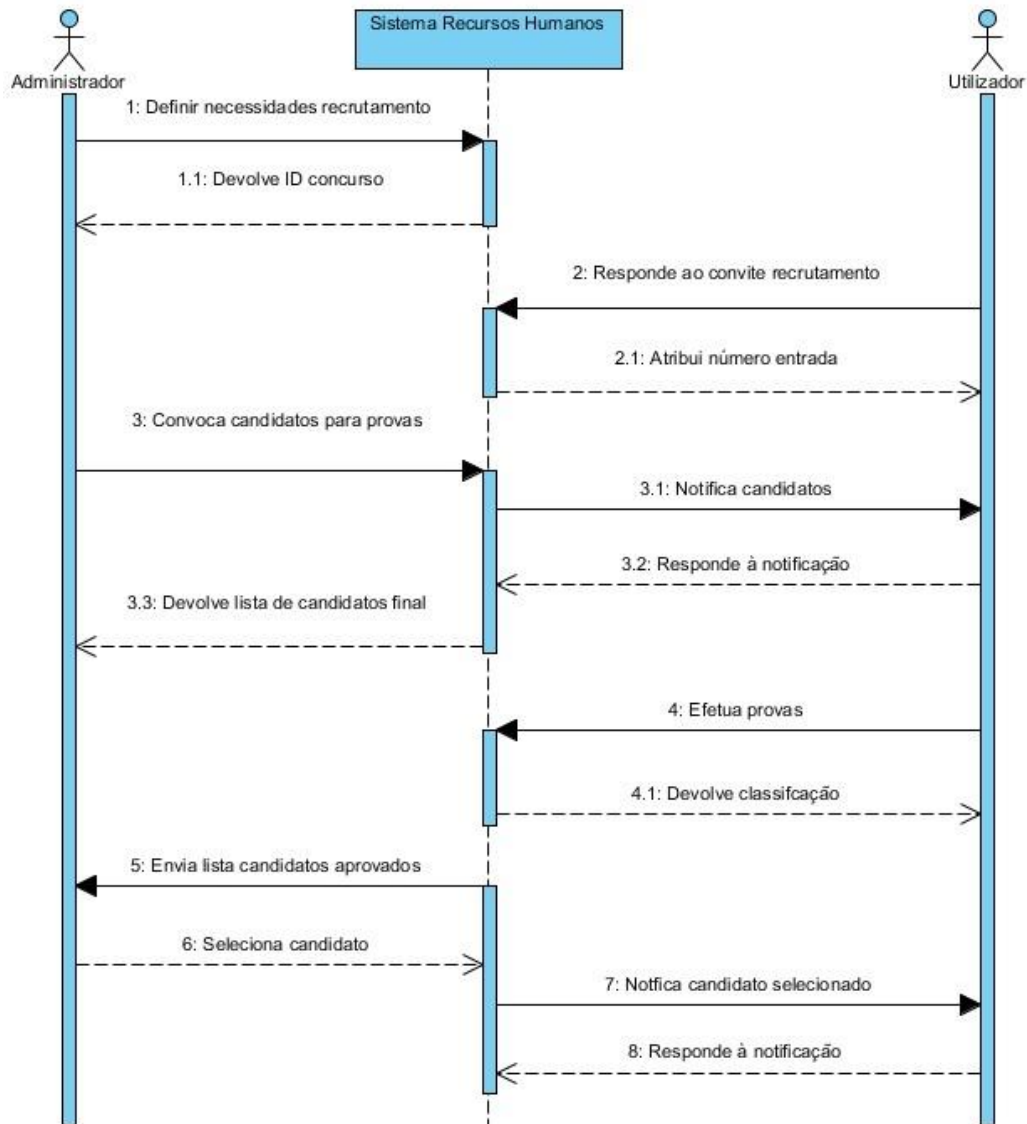 Sistema Recursos Humanos
Administrador
Utilizador
1: Definir necessidades recrutamento
1.1: Devolve ID concurso
2: Responde ao convite recrutamento
2.1: Atribui número entrada
3: Convoca candidatos para provas
3.1: Notifica candidatos
3.2: Responde à notificação
3.3: Devolve lista de candidatos final
4: Efetua provas
4.1: Devolve classifcação
5: Envia lista candidatos aprovados
6: Seleciona candidato
7: Notfica candidato selecionado
8: Responde à notificação